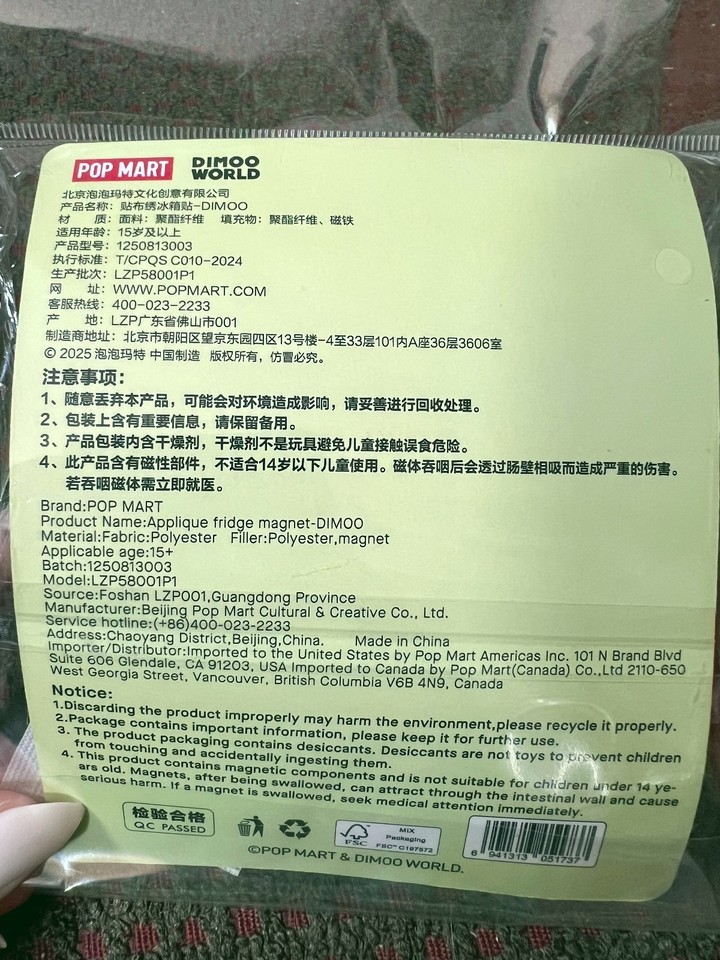 POP MART DIMOO WORLD
北京泡泡玛特文化创意有限公司
产品名称：贴布绣冰箱贴-DIMOO
材 质：面料：聚酯纤维 填充物：聚酯纤维、磁铁
适用年龄：15岁及以上
产品型号：1250813003
执行标准：T/CPQS C010-2024
生产批次：LZP58001P1
网 址：WWW.POPMART.COM
客服热线：400-023-2233
产 地：LZP广东省佛山市001
制造商地址：北京市朝阳区望京东园四区13号楼-4至33层101内A座36层3606室
© 2025 泡泡玛特 中国制造 版权所有，仿冒必究。
注意事项：
1、随意丢弃本产品，可能会对环境造成影响，请妥善进行回收处理。
2、包装上含有重要信息，请保留备用。
3、产品包装内含干燥剂，干燥剂不是玩具避免儿童接触误食危险。
4、此产品含有磁性部件，不适合14岁以下儿童使用。磁体吞咽后会透过肠壁相吸而造成严重的伤害。
若吞咽磁体需立即就医。
Brand:POP MART
Product Name:Applique fridge magnet-DIMOO
Material:Fabric:Polyester Filler:Polyester,magnet
Applicable age:15+
Batch:1250813003
Model:LZP58001P1
Source:Foshan LZP001,Guangdong Province
Manufacturer:Beijing Pop Mart Cultural & Creative Co., Ltd.
Service hotline:(+86)400-023-2233
Address:Chaoyang District,Beijing,China. Made in China
Importer/Distributor:Imported to the United States by Pop Mart Americas Inc. 101 N Brand Blvd
Suite 606 Glendale, CA 91203, USA Imported to Canada by Pop Mart(Canada) Co.,Ltd 2110-650
West Georgia Street, Vancouver, British Columbia V6B 4N9, Canada
Notice:
1.Discarding the product improperly may harm the environment,please recycle it properly.
2.Package contains important information, please keep it for further use.
3. The product packaging contains desiccants. Desiccants are not toys to prevent children
from touching and accidentally ingesting them.
4. This product contains magnetic components and is not suitable for children under 14 ye-
ars old. Magnets, after being swallowed, can attract through the intestinal wall and cause
serious harm. If a magnet is swallowed, seek medical attention immediately.
检验合格
QC PASSED
FSC
MIX
Packaging
FSC™ C197572
6 941313 051737
©POP MART & DIMOO WORLD.